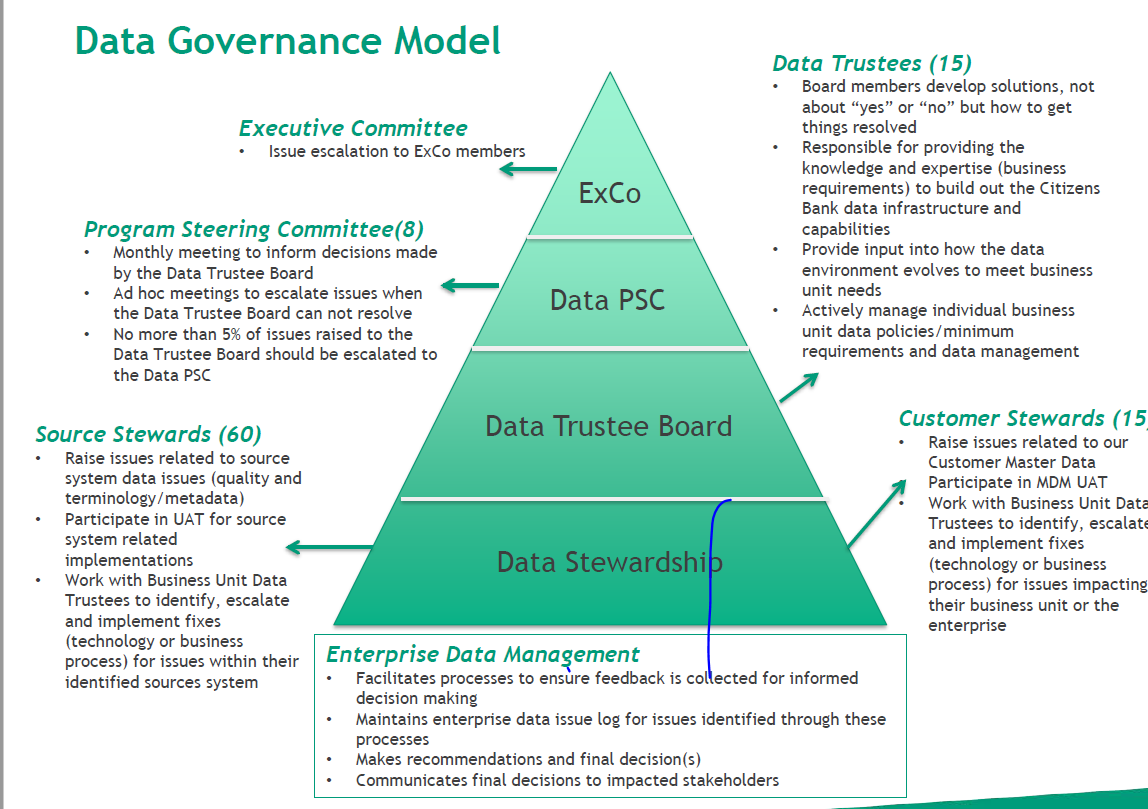 Data Governance Model
Executive Committee
• Issue escalation to ExCo members
Program Steering Committee(8)
• Monthly meeting to inform decisions made
by the Data Trustee Board
• Ad hoc meetings to escalate issues when
the Data Trustee Board can not resolve
• No more than 5% of issues raised to the
Data Trustee Board should be escalated to
the Data PSC
Source Stewards (60)
• Raise issues related to source
system data issues (quality and
terminology/metadata)
• Participate in UAT for source
system related
implementations
• Work with Business Unit Data
Trustees to identify, escalate
and implement fixes
(technology or business
process) for issues within their
identified sources system
ExCo
Data PSC
Data Trustee Board
Data Stewardship
Data Trustees (15)
• Board members develop solutions, not
about “yes” or “no” but how to get
things resolved
• Responsible for providing the
knowledge and expertise (business
requirements) to build out the Citizens
Bank data infrastructure and
capabilities
• Provide input into how the data
environment evolves to meet business
unit needs
• Actively manage individual business
unit data policies/minimum
requirements and data management
Customer Stewards (15
• Raise issues related to our
Customer Master Data
• Participate in MDM UAT
• Work with Business Unit Data
Trustees to identify, escalate
and implement fixes
(technology or business
process) for issues impacting
their business unit or the
enterprise
Enterprise Data Management
• Facilitates processes to ensure feedback is collected for informed
decision making
• Maintains enterprise data issue log for issues identified through these
processes
• Makes recommendations and final decision(s)
• Communicates final decisions to impacted stakeholders